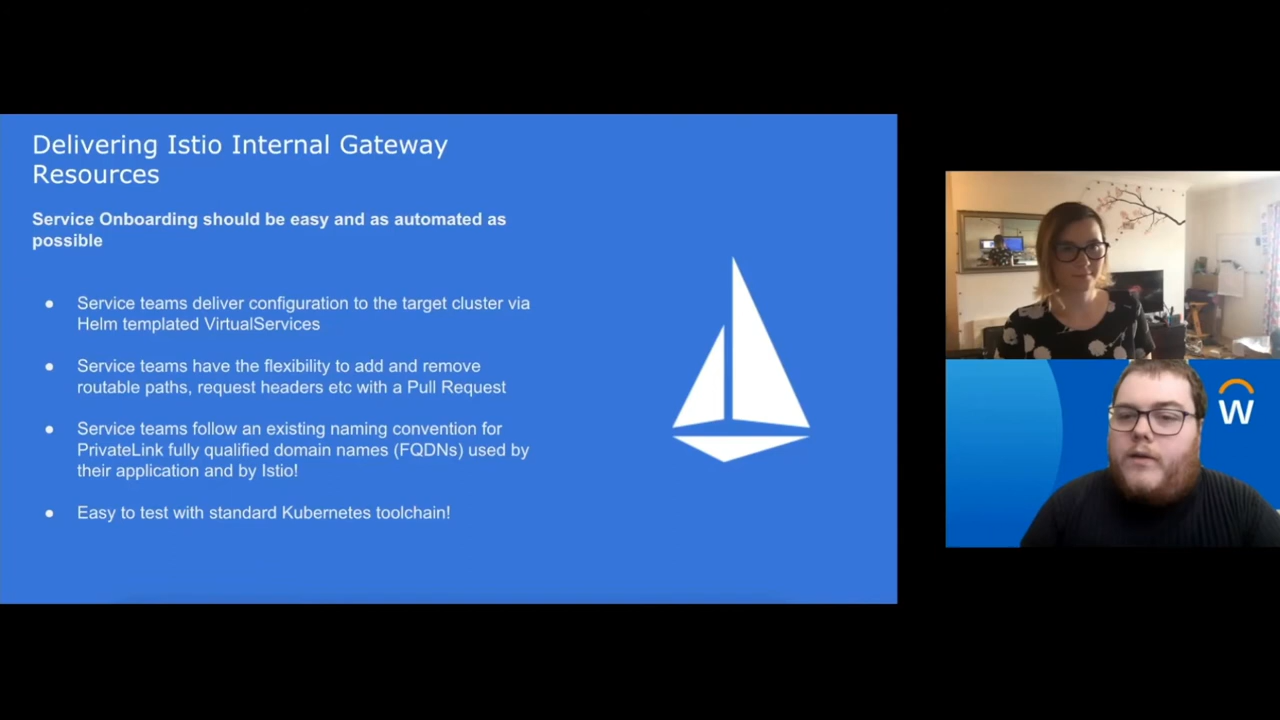 Delivering Istio Internal Gateway
Resources
Service Onboarding should be easy and as automated as
possible
● Service teams deliver configuration to the target cluster via
Helm templated VirtualServices
● Service teams have the flexibility to add and remove
routable paths, request headers etc with a Pull Request
● Service teams follow an existing naming convention for
PrivateLink fully qualified domain names (FQDNs) used by
their application and by Istio!
● Easy to test with standard Kubernetes toolchain!
W